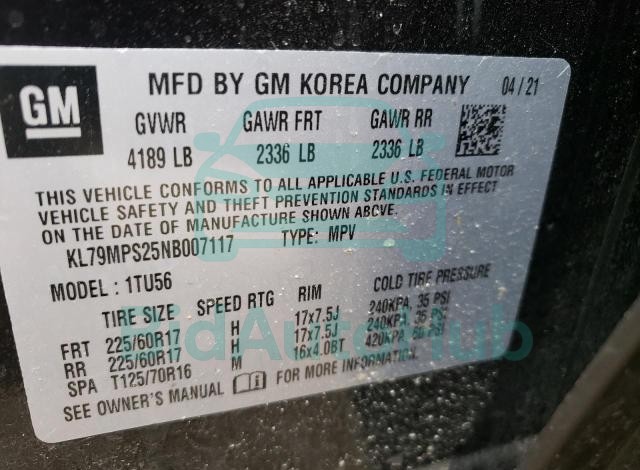 GM
MFD BY GM KOREA COMPANY 04/21
GVWR GAWR FRT GAWR RR
4189 LB 2336 LB 2336 LB
THIS VEHICLE CONFORMS TO ALL APPLICABLE U.S. FEDERAL MOTOR
VEHICLE SAFETY AND THEFT PREVENTION STANDARDS IN EFFECT
ON THE DATE OF MANUFACTURE SHOWN ABOVE.
KL79MPS25NB007117 TYPE: MPV
MODEL: 1TU56
TIRE SIZE SPEED RTG RIM COLD TIRE PRESSURE
FRT 225/60R17 H 17x7.5J 240KPA, 35 PSI
RR 225/60R17 H 17x7.5J 240KPA, 35 PSI
SPA T125/70R16 M 16x4.0BT 420KPA, 60 PSI
SEE OWNER'S MANUAL FOR MORE INFORMATION.
BidAutoHub